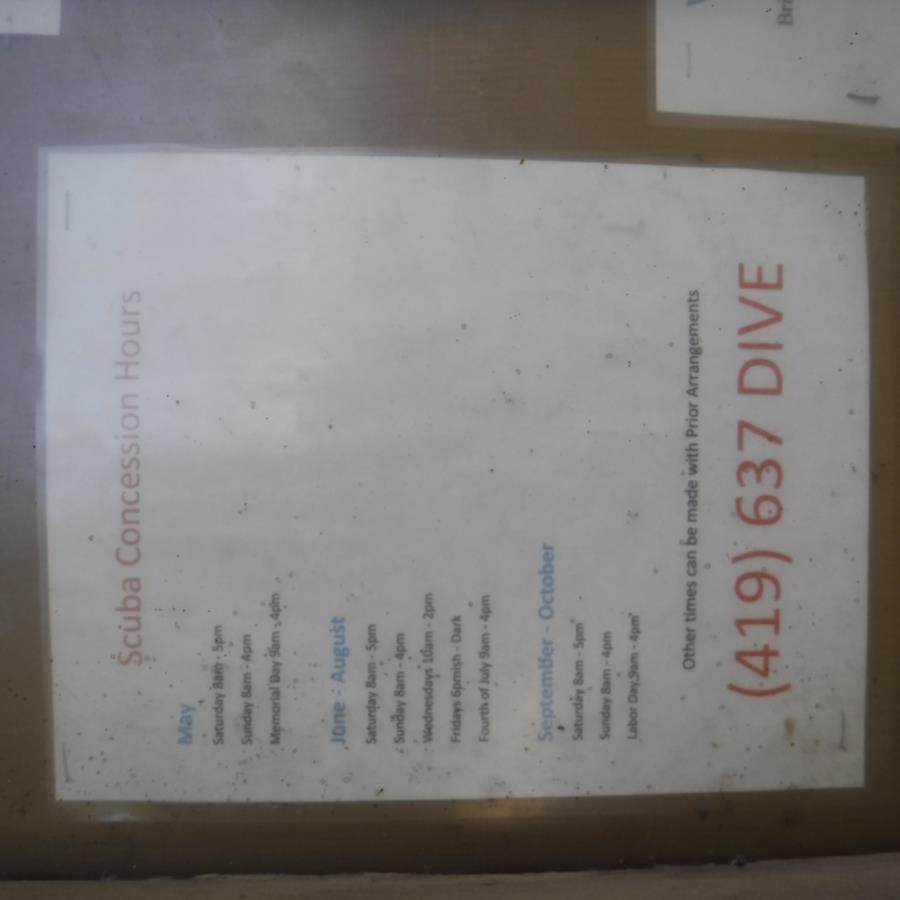 Scuba Concession Hours
May
Saturday 8am - 5pm
Sunday 8am - 4pm
Memorial Day 9am - 4pm
June - August
Saturday 8am - 5pm
Sunday 8am - 4pm
Wednesdays 10am - 2pm
Fridays 6pmish - Dark
Fourth of July 9am - 4pm
September - October
Saturday 8am - 5pm
Sunday 8am - 4pm
Labor Day 9am - 4pm
Other times can be made with Prior Arrangements
(419) 637 DIVE